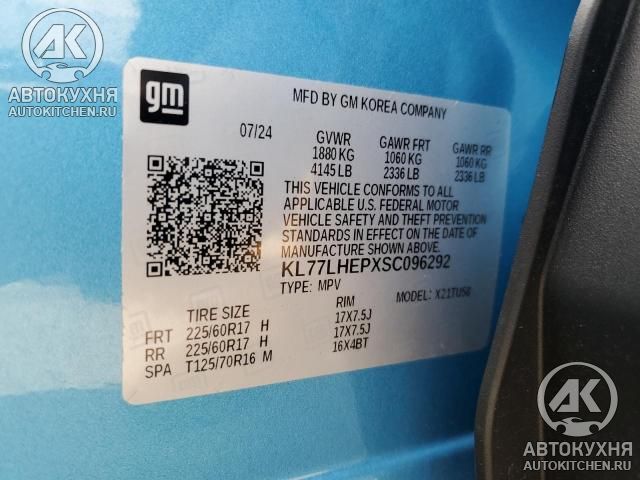 AK
АВТОКУХНЯ
AUTOKITCHEN.RU
gm
MFD BY GM KOREA COMPANY
07/24
GVWR GAWR FRT GAWR RR
1880 KG 1060 KG 1060 KG
4145 LB 2336 LB 2336 LB
THIS VEHICLE CONFORMS TO ALL
APPLICABLE U.S. FEDERAL MOTOR
VEHICLE SAFETY AND THEFT PREVENTION
STANDARDS IN EFFECT ON THE DATE OF
MANUFACTURE SHOWN ABOVE.
KL77LHEPXSC096292
TYPE: MPV MODEL: X21TU56
TIRE SIZE RIM
FRT 225/60R17 H 17X7.5J
RR 225/60R17 H 17X7.5J
SPA T125/70R16 M 16X4BT
AK
АВТОКУХНЯ
AUTOKITCHEN.RU